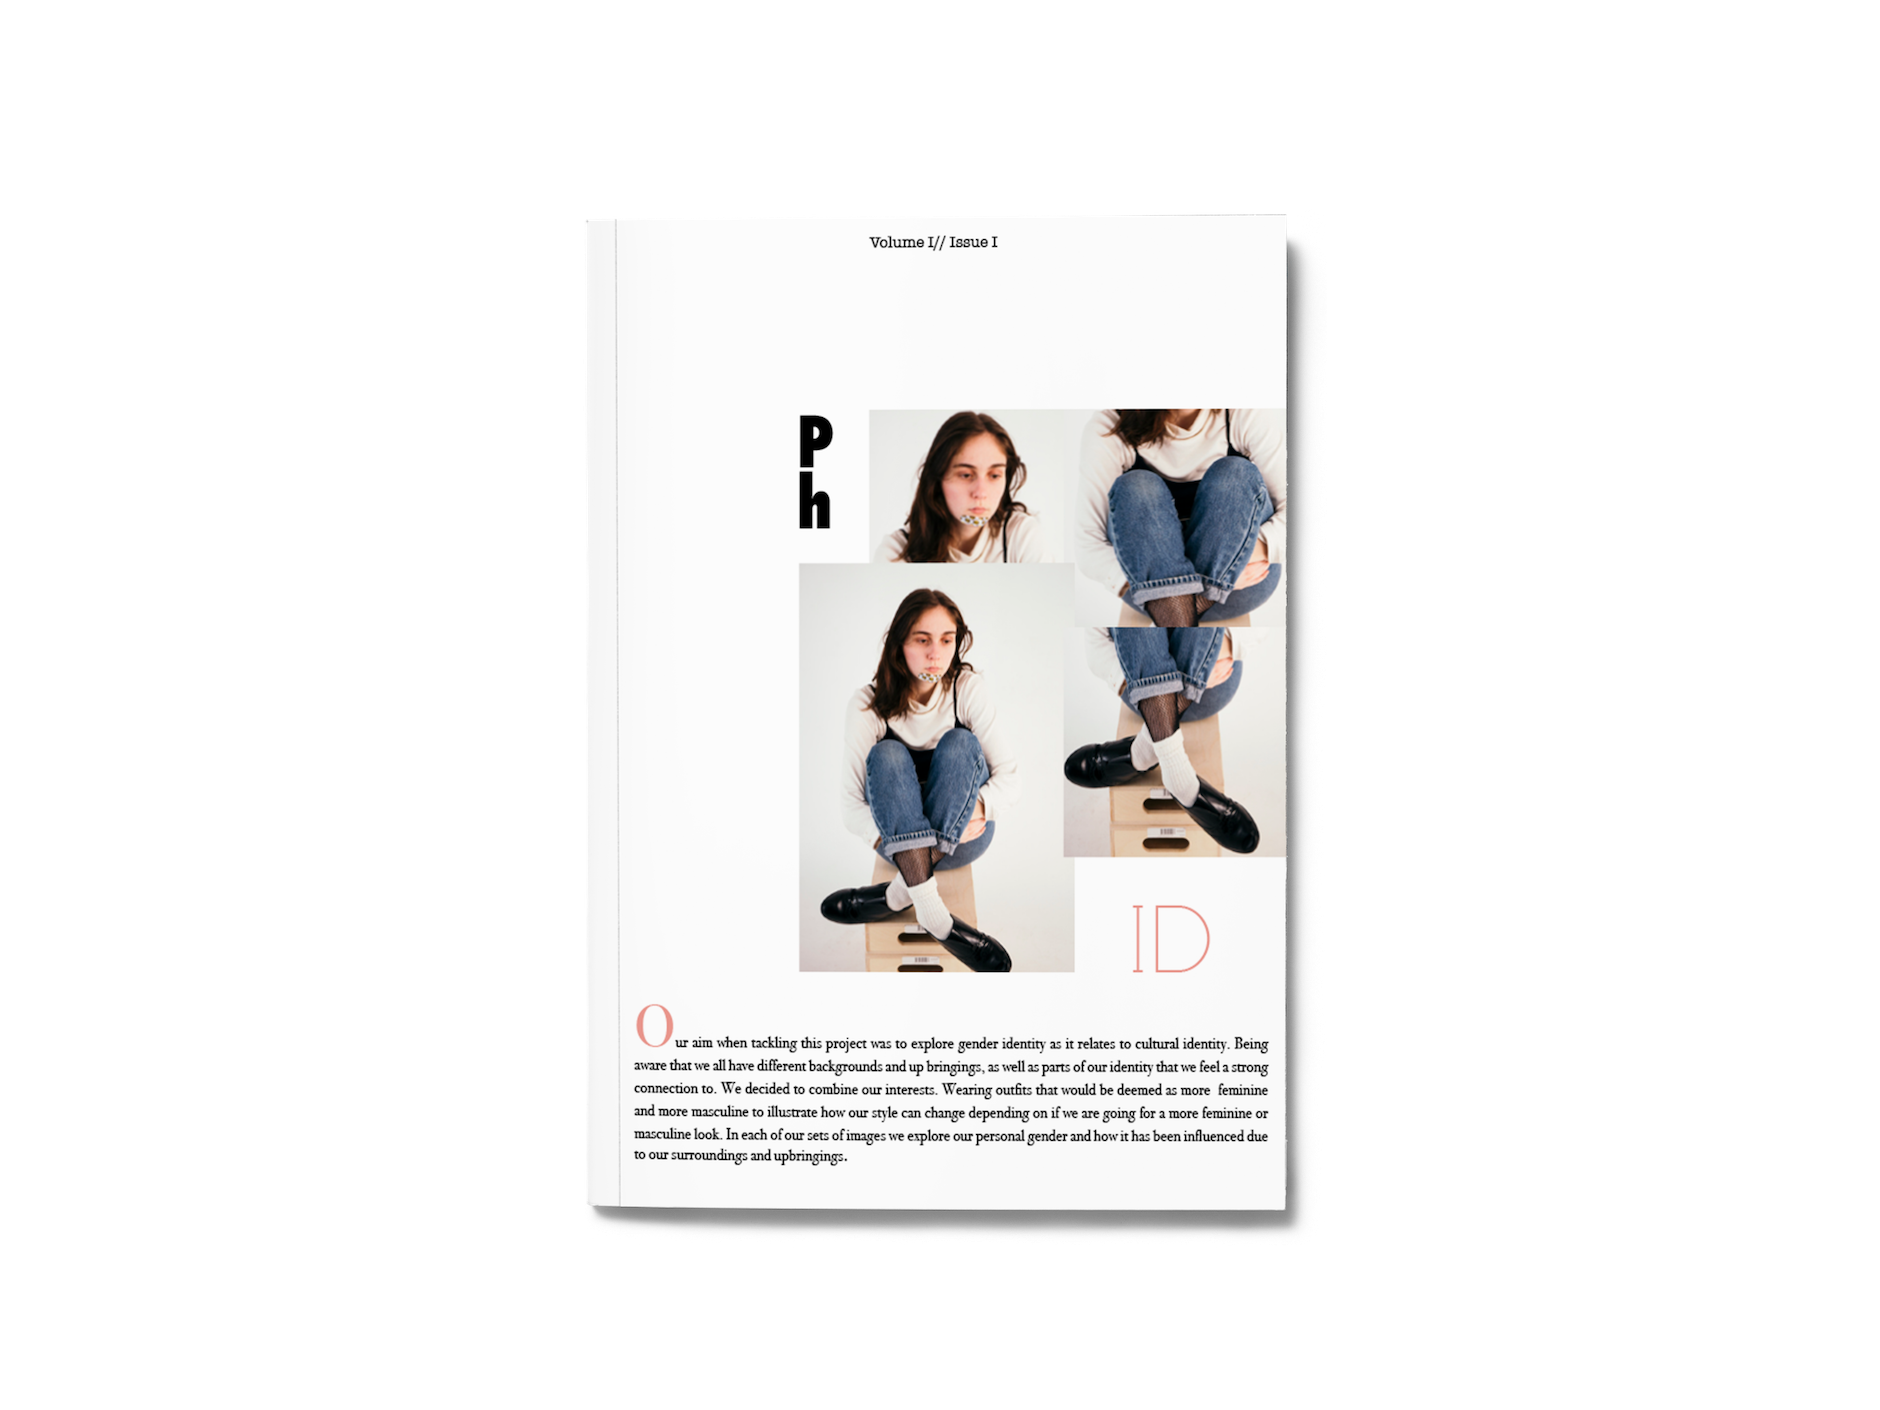 Volume I// Issue I
P
h
ID
Our aim when tackling this project was to explore gender identity as it relates to cultural identity. Being
aware that we all have different backgrounds and up bringings, as well as parts of our identity that we feel a strong
connection to. We decided to combine our interests. Wearing outfits that would be deemed as more feminine
and more masculine to illustrate how our style can change depending on if we are going for a more feminine or
masculine look. In each of our sets of images we explore our personal gender and how it has been influenced due
to our surroundings and upbringings.